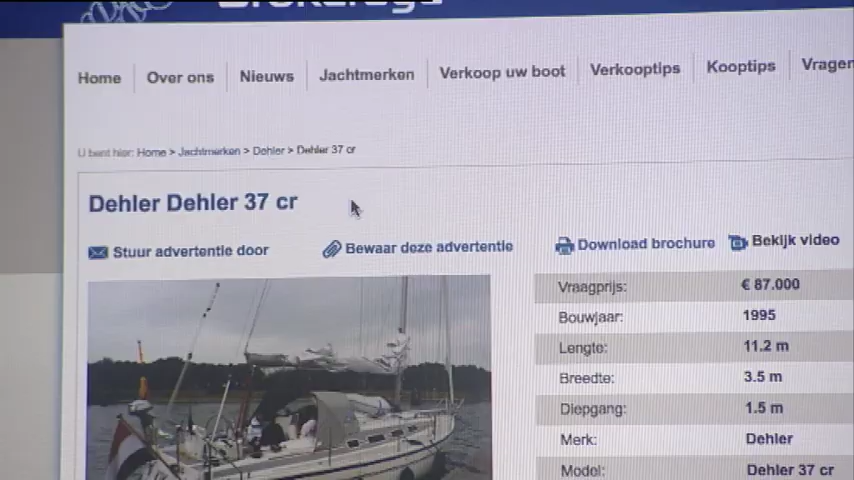 Brokerage
Home Over ons Nieuws Jachtmerken Verkoop uw boot Verkooptips Kooptips Vragen
U bent hier: Home > Jachtmerken > Dehler > Dehler 37 cr
Dehler Dehler 37 cr
Stuur advertentie door Bewaar deze advertentie Download brochure Bekijk video
Vraagprijs: € 87.000
Bouwjaar: 1995
Lengte: 11.2 m
Breedte: 3.5 m
Diepgang: 1.5 m
Merk: Dehler
Model: Dehler 37 cr